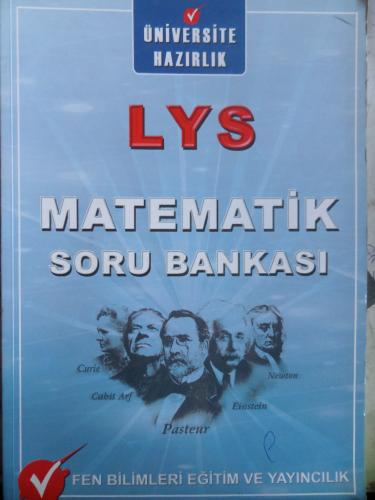 ÜNİVERSİTE
HAZIRLIK
LYS
MATEMATİK
SORU BANKASI
Curie
Cahit Arf
Pasteur
Einstein
Newton
FEN BİLİMLERİ EĞİTİM VE YAYINCILIK